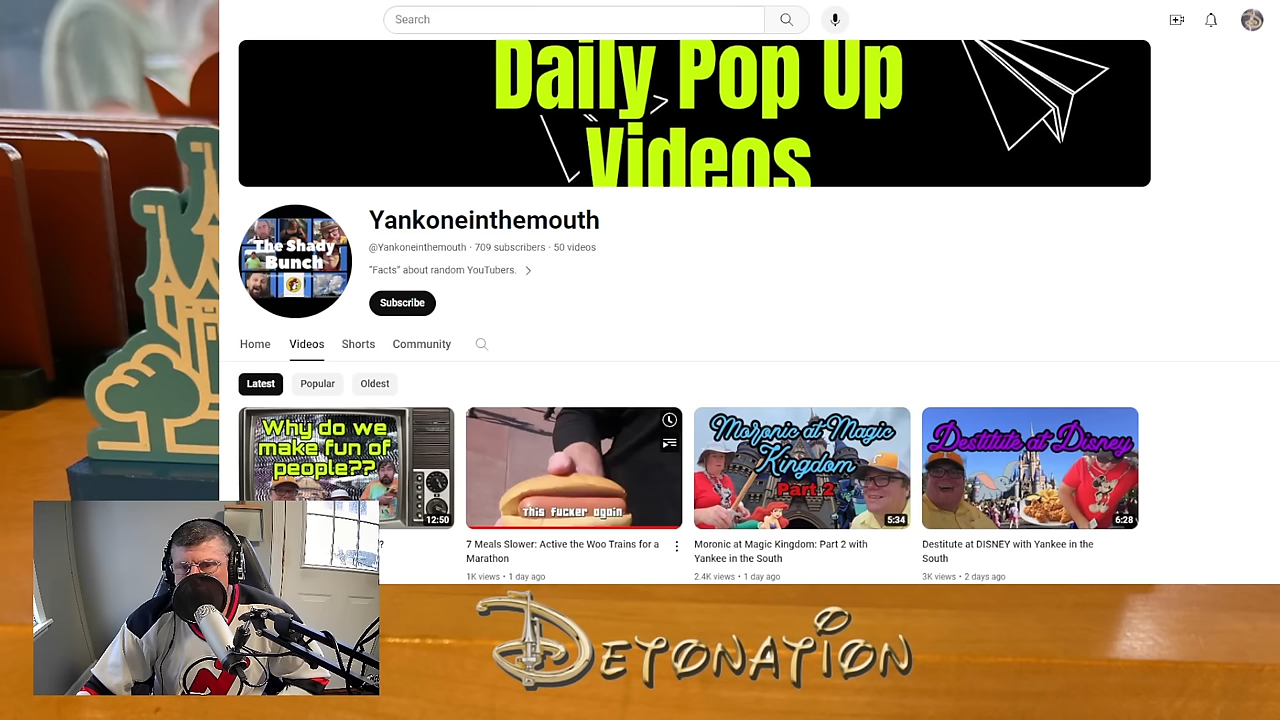 Search
Daily Pop Up
Videos
Yankoneinthemouth
@Yankoneinthemouth · 709 subscribers · 50 videos
"Facts" about random YouTubers.
Subscribe
The Shady
Bunch
Home Videos Shorts Community
Latest Popular Oldest
Why do we
make fun of
people??
12:50
This fucker again
Moronic at Magic
Kingdom
Part 2
5:34
Destitute at Disney
6:28
?
7 Meals Slower: Active the Woo Trains for a
Marathon
1K views • 1 day ago
Moronic at Magic Kingdom: Part 2 with
Yankee in the South
2.4K views • 1 day ago
Destitute at DISNEY with Yankee in the
South
3K views • 2 days ago
DETONATION